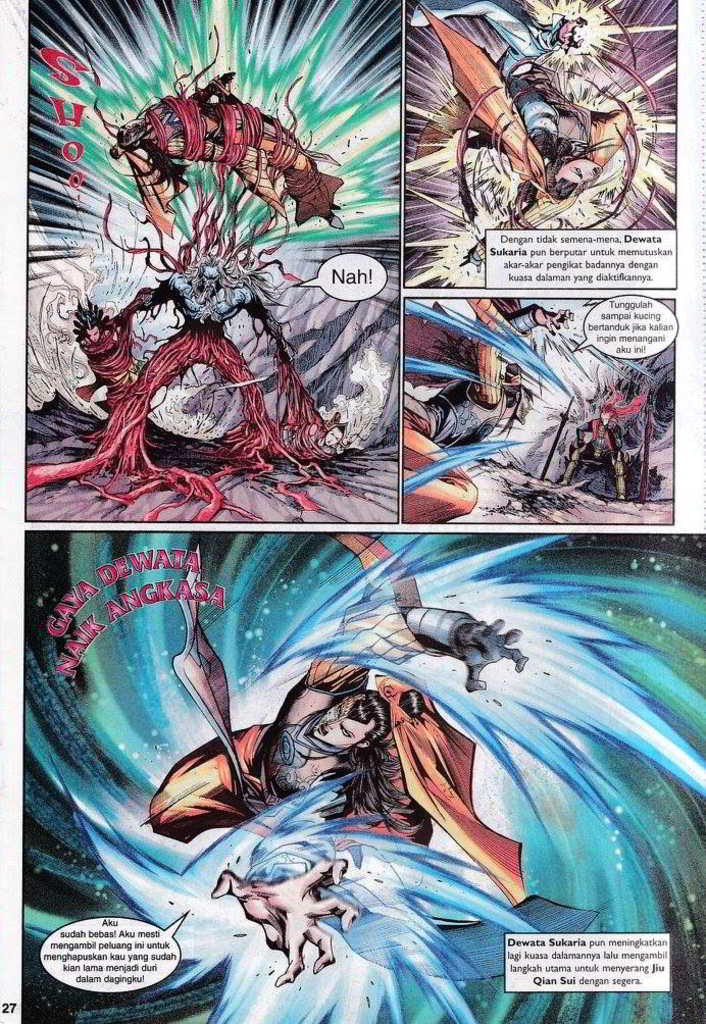 SHOO
Nah!
Dengan tidak semena-mena, Dewata
Sukaria pun berputar untuk memutuskan
akar-akar pengikat badannya dengan
kuasa dalaman yang diaktifkannya.
Tunggulah
sampai kucing
bertanduk jika kalian
ingin menangani
aku ini!
GAYA DEWATA
NAIK ANGKASA
Aku
sudah bebas! Aku mesti
mengambil peluang ini untuk
menghapuskan kau yang sudah
kian lama menjadi duri
dalam dagingku!
Dewata Sukaria pun meningkatkan
lagi kuasa dalamannya lalu mengambil
langkah utama untuk menyerang Jiu
Qian Sui dengan segera.
27